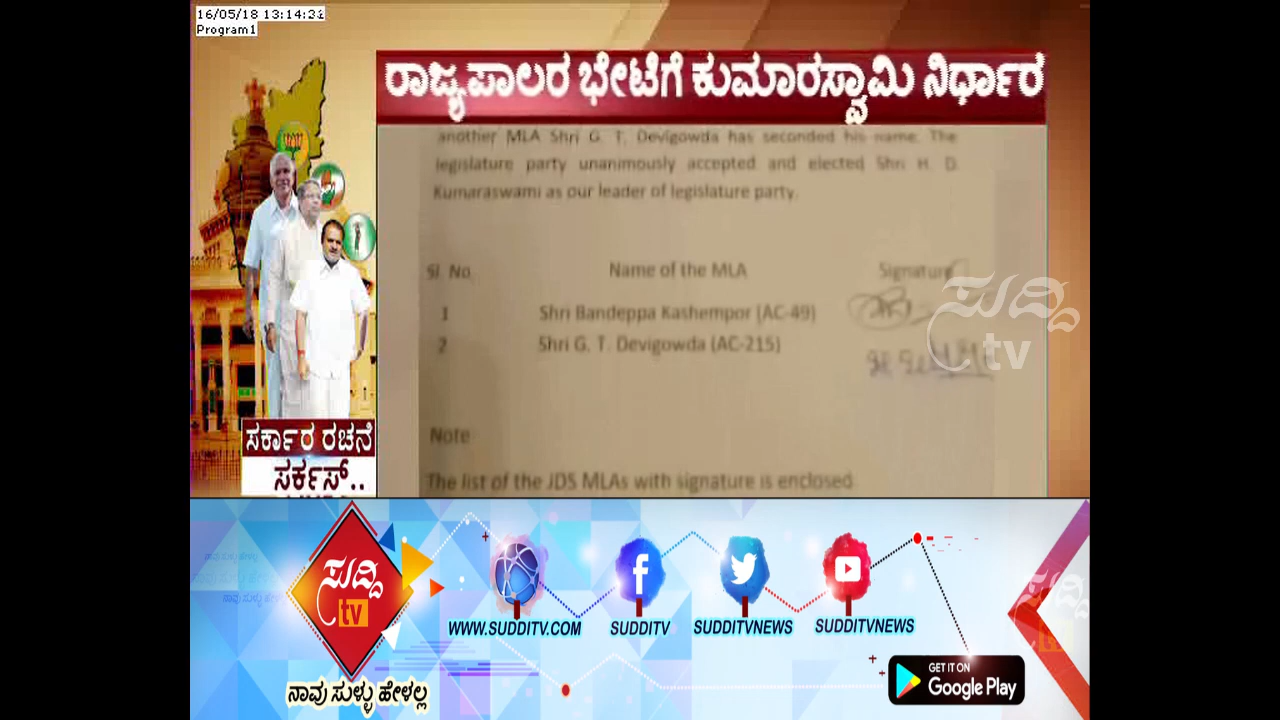 16/05/18 13:14:34
Program1
ರಾಜ್ಯಪಾಲರ ಭೇಟಿಗೆ ಕುಮಾರಸ್ವಾಮಿ ನಿರ್ಧಾರ
another MLA Shri G. T. Devigowda has seconded his name. The
legislature party unanimously accepted and elected Shri H. D.
Kumaraswami as our leader of legislature party.
Sl. No. Name of the MLA Signature
1 Shri Bandeppa Kashempor (AC-49)
2 Shri G. T. Devigowda (AC-215)
Note
The list of the JDS MLAs with signature is enclosed.
ಸುದ್ದಿ
tv
ಸರ್ಕಾರ ರಚನೆ
ಸರ್ಕಸ್..
ಸುದ್ದಿ
tv
ನಾವು ಸುಳ್ಳು ಹೇಳಲ್ಲ
WWW.SUDDITV.COM SUDDITV SUDDITVNEWS SUDDITVNEWS
GET IT ON
Google Play